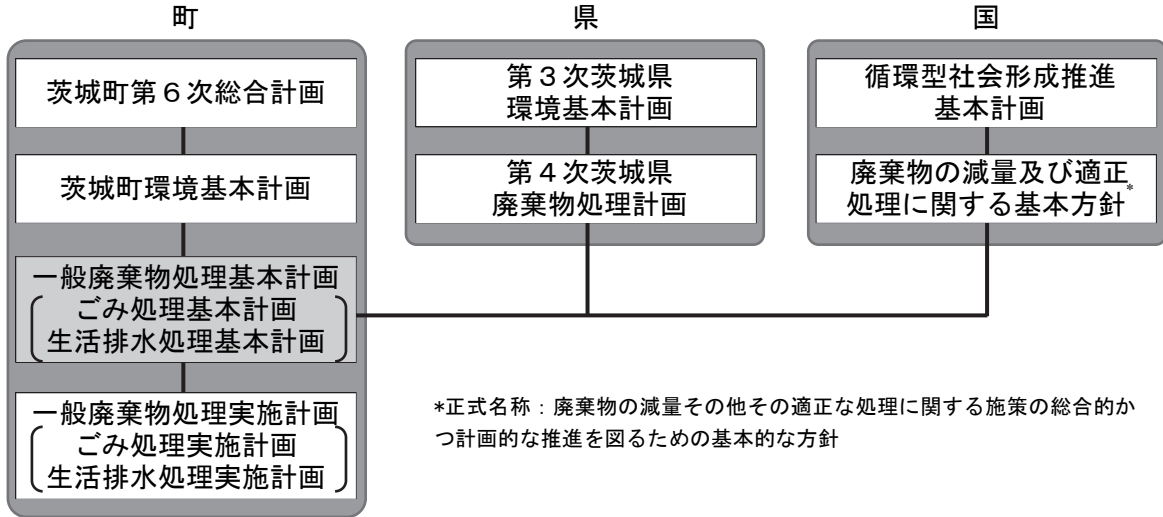 町
茨城町第６次総合計画
茨城町環境基本計画
一般廃棄物処理基本計画
ごみ処理基本計画
生活排水処理基本計画
一般廃棄物処理実施計画
ごみ処理実施計画
生活排水処理実施計画
県
第３次茨城県
環境基本計画
第４次茨城県
廃棄物処理計画
国
循環型社会形成推進
基本計画
廃棄物の減量及び適正
処理に関する基本方針*
*正式名称：廃棄物の減量その他その適正な処理に関する施策の総合的か
つ計画的な推進を図るための基本的な方針